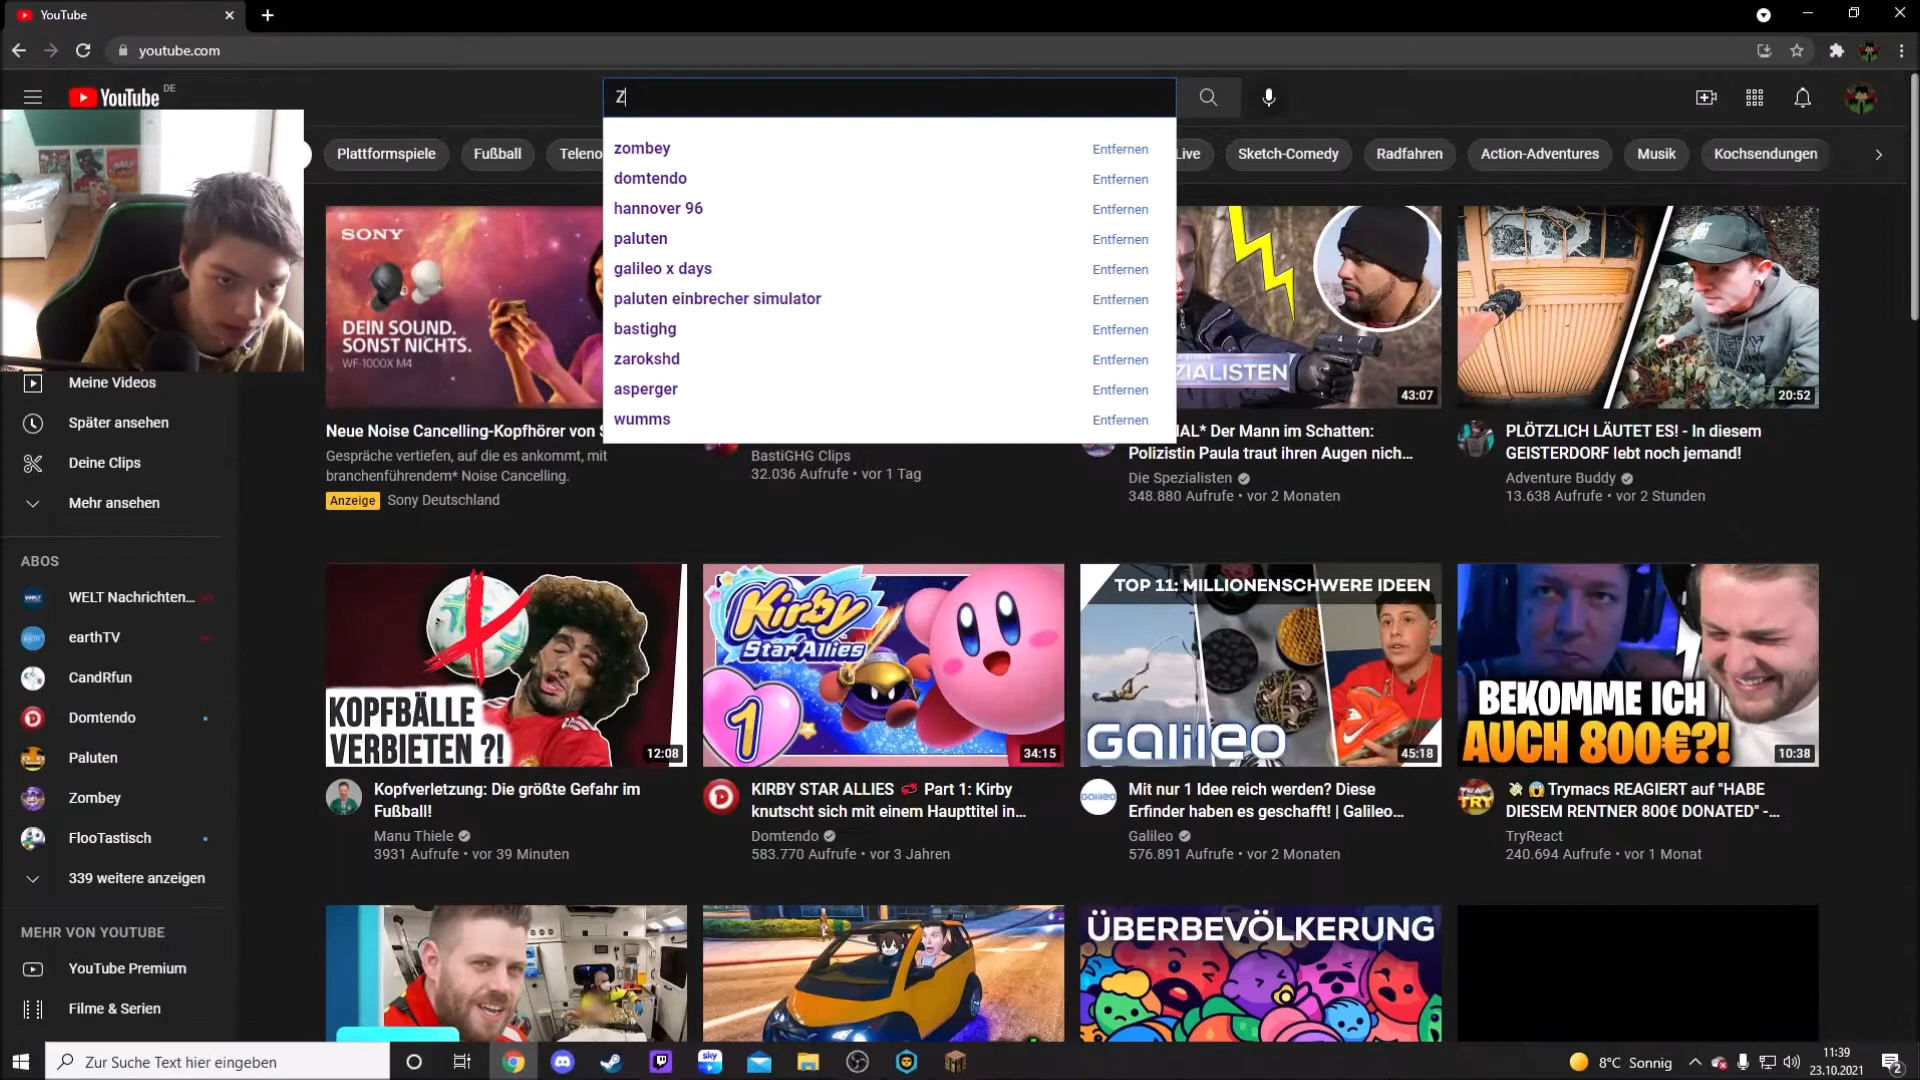 YouTube
youtube.com
YouTube DE
Z
zombey Entfernen
domtendo Entfernen
hannover 96 Entfernen
paluten Entfernen
galileo x days Entfernen
paluten einbrecher simulator Entfernen
bastighg Entfernen
zarokshd Entfernen
asperger Entfernen
wumms Entfernen
Plattformspiele
Fußball
Teleno
Live
Sketch-Comedy
Radfahren
Action-Adventures
Musik
Kochsendungen
Meine Videos
Später ansehen
Deine Clips
Mehr ansehen
ABOS
WELT Nachrichten...
earthTV
CandRfun
Domtendo
Paluten
Zombey
FlooTastisch
339 weitere anzeigen
MEHR VON YOUTUBE
YouTube Premium
Filme & Serien
SONY
DEIN SOUND.
SONST NICHTS.
WF-1000X M4
Neue Noise Cancelling-Kopfhörer von S
Gespräche vertiefen, auf die es ankommt, mit
branchenführendem* Noise Cancelling.
Anzeige Sony Deutschland
BastiGHG Clips
32.036 Aufrufe • vor 1 Tag
ZIALISTEN
43:07
IAL* Der Mann im Schatten:
Polizistin Paula traut ihren Augen nich...
Die Spezialisten
348.880 Aufrufe • vor 2 Monaten
20:52
PLÖTZLICH LÄUTET ES! - In diesem
GEISTERDORF lebt noch jemand!
Adventure Buddy
13.638 Aufrufe • vor 2 Stunden
KOPFBÄLLE
VERBIETEN ?!
12:08
Kopfverletzung: Die größte Gefahr im
Fußball!
Manu Thiele
3931 Aufrufe • vor 39 Minuten
Kirby
Star Allies
1
34:15
KIRBY STAR ALLIES 💋 Part 1: Kirby
knutscht sich mit einem Haupttitel in...
Domtendo
583.770 Aufrufe • vor 3 Jahren
TOP 11: MILLIONENSCHWERE IDEEN
Galileo
45:18
Mit nur 1 Idee reich werden? Diese
Erfinder haben es geschafft! | Galileo...
Galileo
576.891 Aufrufe • vor 2 Monaten
BEKOMME ICH
AUCH 800€?!
10:38
💸😱 Trymacs REAGIERT auf "HABE
DIESEM RENTNER 800€ DONATED" -...
TryReact
240.694 Aufrufe • vor 1 Monat
ÜBERBEVÖLKERUNG
Zur Suche Text hier eingeben
8°C Sonnig
11:39
23.10.2021
2